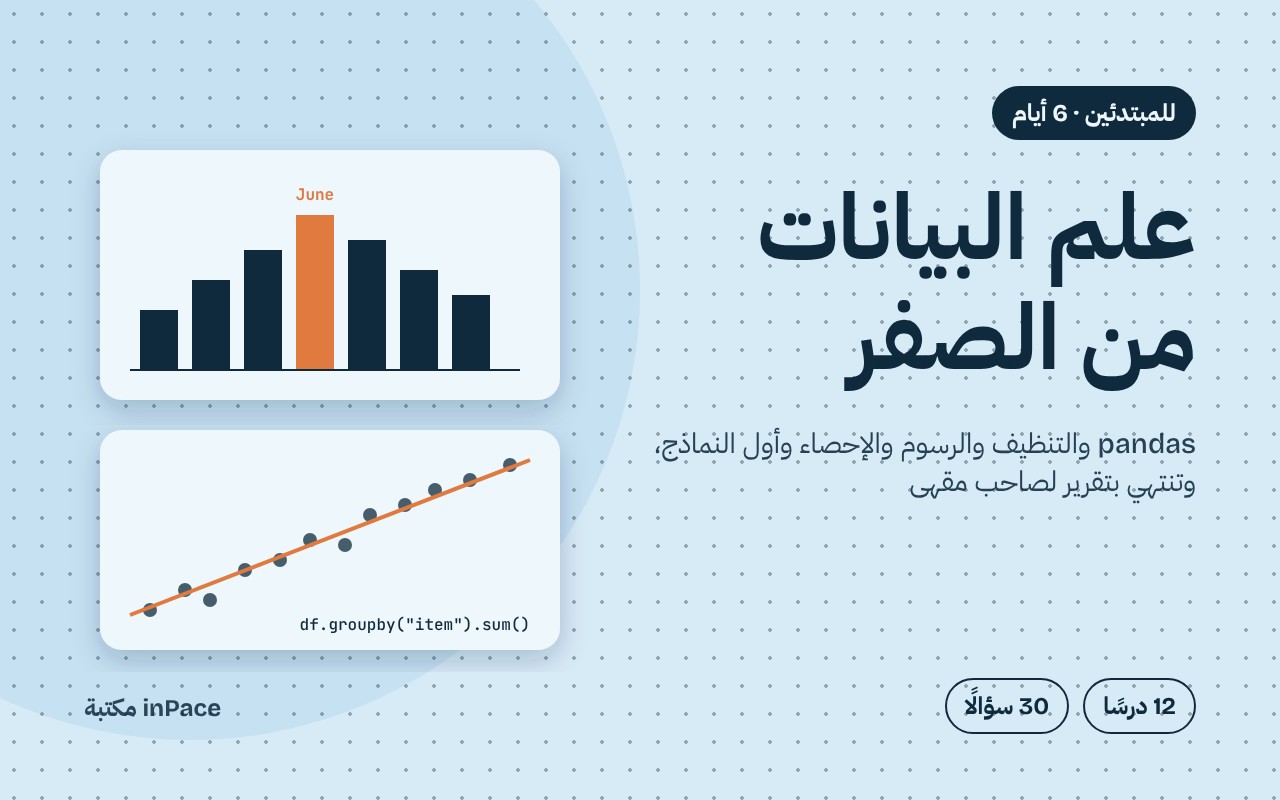 للمبتدئين · 6 أيام
علم البيانات
من الصفر
pandas والتنظيف والرسوم والإحصاء وأول النماذج،
وتنتهي بتقرير لصاحب مقهى
June
df.groupby("item").sum()
12 درسًا
30 سؤالًا
مكتبة inPace